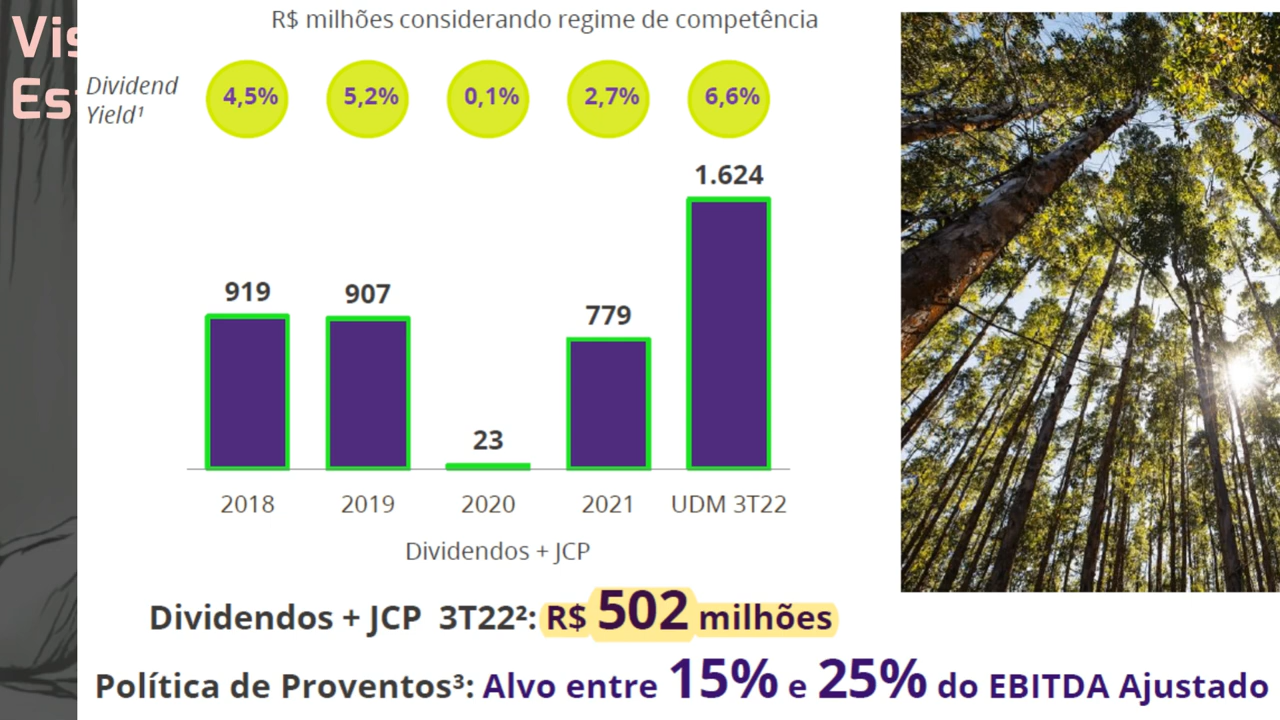 Vis
Es
R$ milhões considerando regime de competência
Dividend
Yield¹
4,5% 5,2% 0,1% 2,7% 6,6%
1.624
919 907
779
23
2018 2019 2020 2021 UDM 3T22
Dividendos + JCP
Dividendos + JCP 3T22²: R$ 502 milhões
Política de Proventos³: Alvo entre 15% e 25% do EBITDA Ajustado